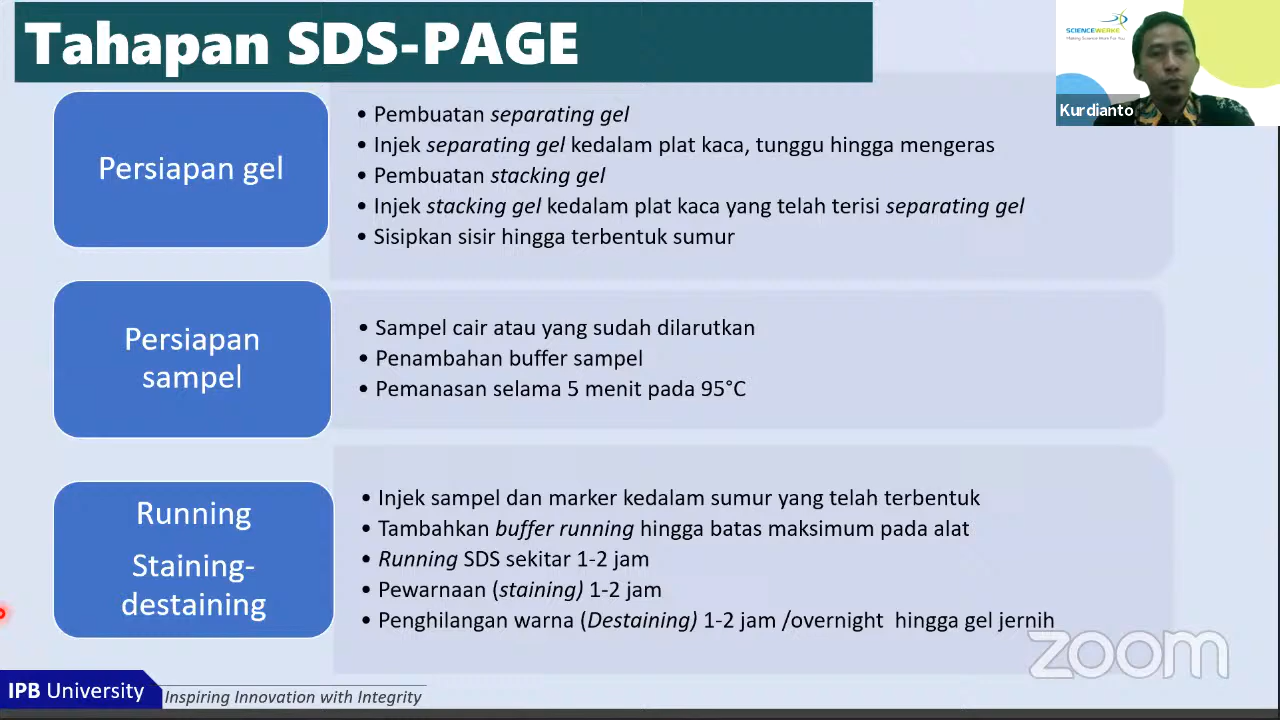 Tahapan SDS-PAGE
SCIENCEWERKE
Making Science Work For You
Kurdianto
Persiapan gel
• Pembuatan separating gel
• Injek separating gel kedalam plat kaca, tunggu hingga mengeras
• Pembuatan stacking gel
• Injek stacking gel kedalam plat kaca yang telah terisi separating gel
• Sisipkan sisir hingga terbentuk sumur
Persiapan
sampel
• Sampel cair atau yang sudah dilarutkan
• Penambahan buffer sampel
• Pemanasan selama 5 menit pada 95°C
Running
Staining-
destaining
• Injek sampel dan marker kedalam sumur yang telah terbentuk
• Tambahkan buffer running hingga batas maksimum pada alat
• Running SDS sekitar 1-2 jam
• Pewarnaan (staining) 1-2 jam
• Penghilangan warna (Destaining) 1-2 jam /overnight hingga gel jernih
zoom
IPB University
Inspiring Innovation with Integrity